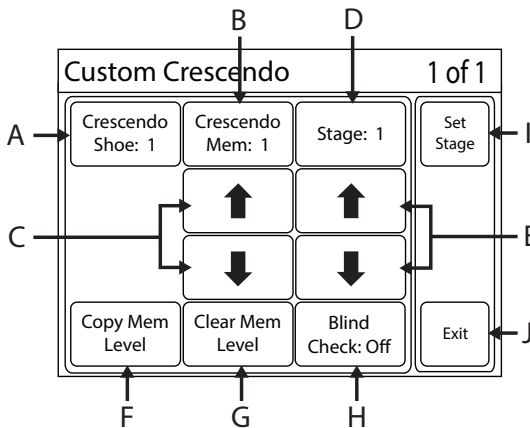 B
D
Custom Crescendo 1 of 1
A
Crescendo
Shoe: 1
Crescendo
Mem: 1
Stage: 1
Set
Stage
I
C
E
Copy Mem
Level
Clear Mem
Level
Blind
Check: Off
Exit
J
F
G
H